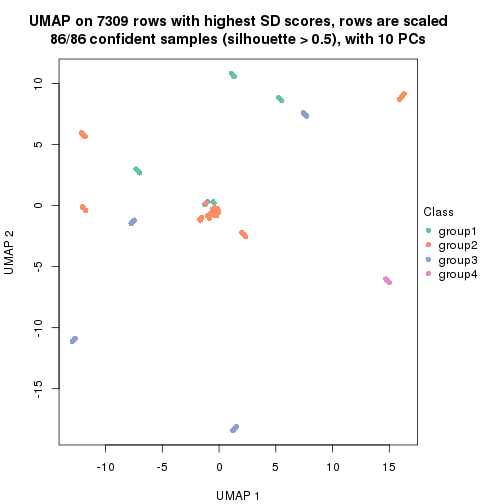 UMAP on 7309 rows with highest SD scores, rows are scaled
86/86 confident samples (silhouette > 0.5), with 10 PCs
10
5
0
-5
-10
-15
UMAP 2
-10
-5
0
5
10
15
UMAP 1
Class
group1
group2
group3
group4